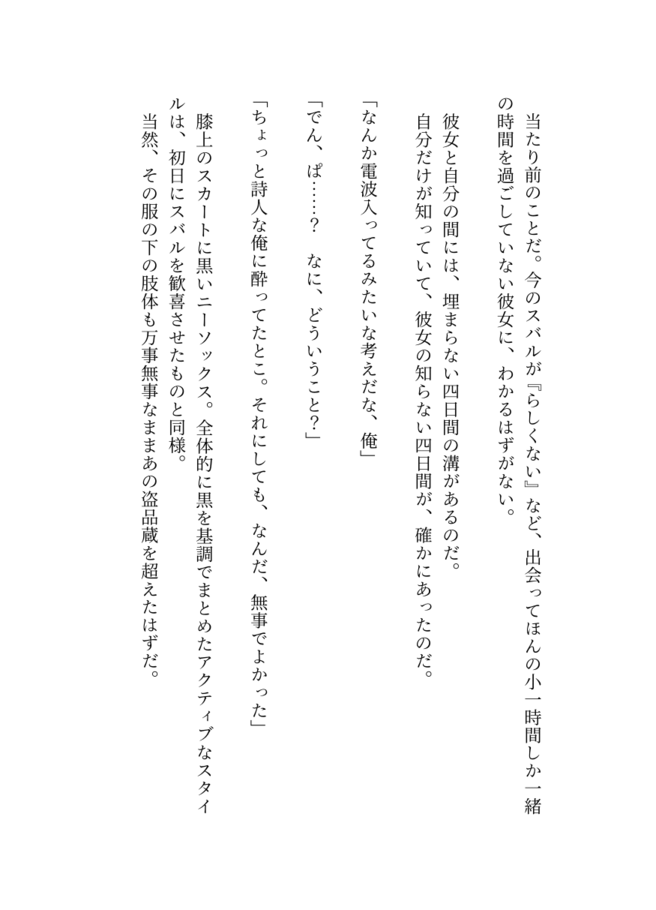 当たり前のことだ。今のスバルが『らしくない』など、出会ってほんの小一時間しか一緒
の時間を過ごしていない彼女に、わかるはずがない。
彼女と自分の間には、埋まらない四日間の溝があるのだ。
自分だけが知っていて、彼女の知らない四日間が、確かにあったのだ。
「なんか電波入ってるみたいな考えだな、俺」
「でん、ぱ……？　なに、どういうこと？」
「ちょっと詩人な俺に酔ってたとこ。それにしても、なんだ、無事でよかった」
膝上のスカートに黒いニーソックス。全体的に黒を基調でまとめたアクティブなスタイ
ルは、初日にスバルを歓喜させたものと同様。
当然、その服の下の肢体も万事無事なままあの盗品蔵を超えたはずだ。